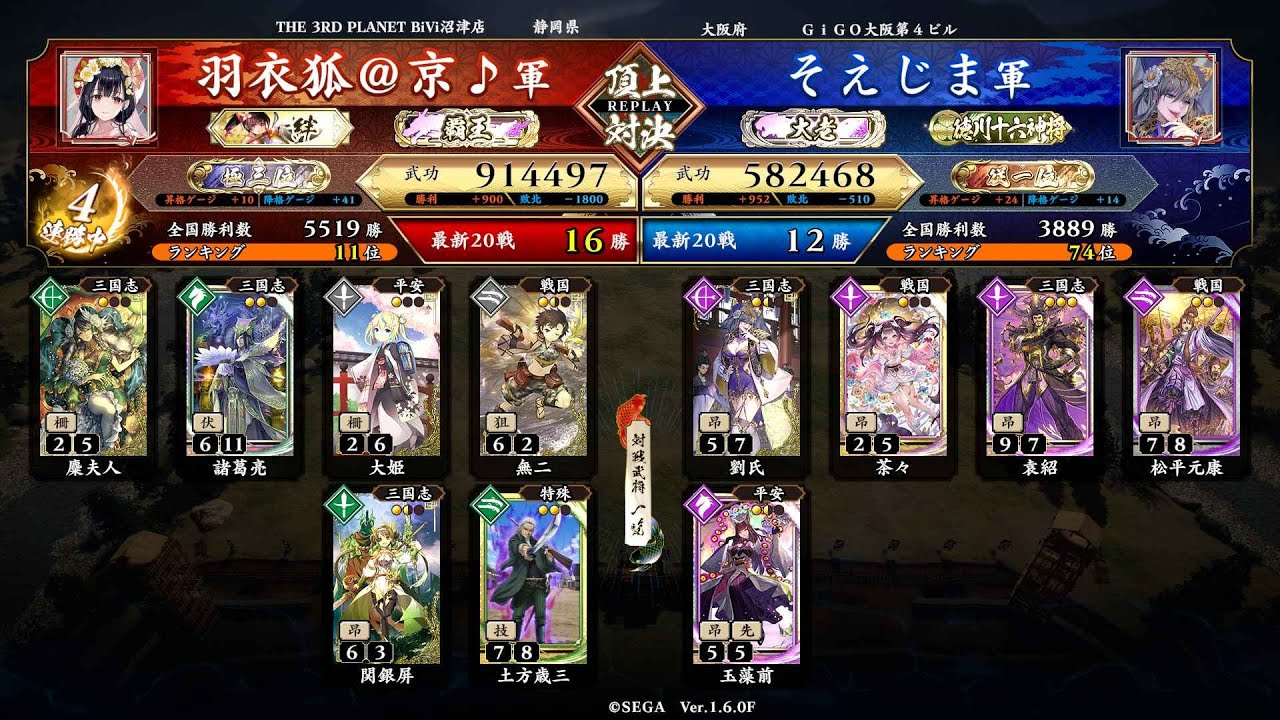 THE 3RD PLANET BiVi沼津店 静岡県
大阪府 GiGO大阪第4ビル
羽衣狐@京♪軍
頂上
REPLAY
対決
そえじま軍
絆
覇王
大老
徳川十六神将
4
連勝中
極三位
昇格ゲージ +10 降格ゲージ +41
武功 914497
勝利 +900 敗北 -1800
武功 582468
勝利 +952 敗北 -510
従一位
昇格ゲージ +24 降格ゲージ +14
全国勝利数 5519勝
ランキング 11位
最新20戦 16勝
最新20戦 12勝
全国勝利数 3889勝
ランキング 74位
三国志
柵
2 5
麋夫人
三国志
伏
6 11
諸葛亮
平安
柵
2 6
大姫
戦国
狙
6 2
無二
三国志
昂
5 7
劉氏
戦国
昂
2 5
茶々
三国志
昂
9 7
袁紹
戦国
昂
7 8
松平元康
対戦武将一覧
三国志
昂
6 3
関銀屏
特殊
技
7 8
土方歳三
平安
昂 先
5 5
玉藻前
©SEGA Ver.1.6.0F